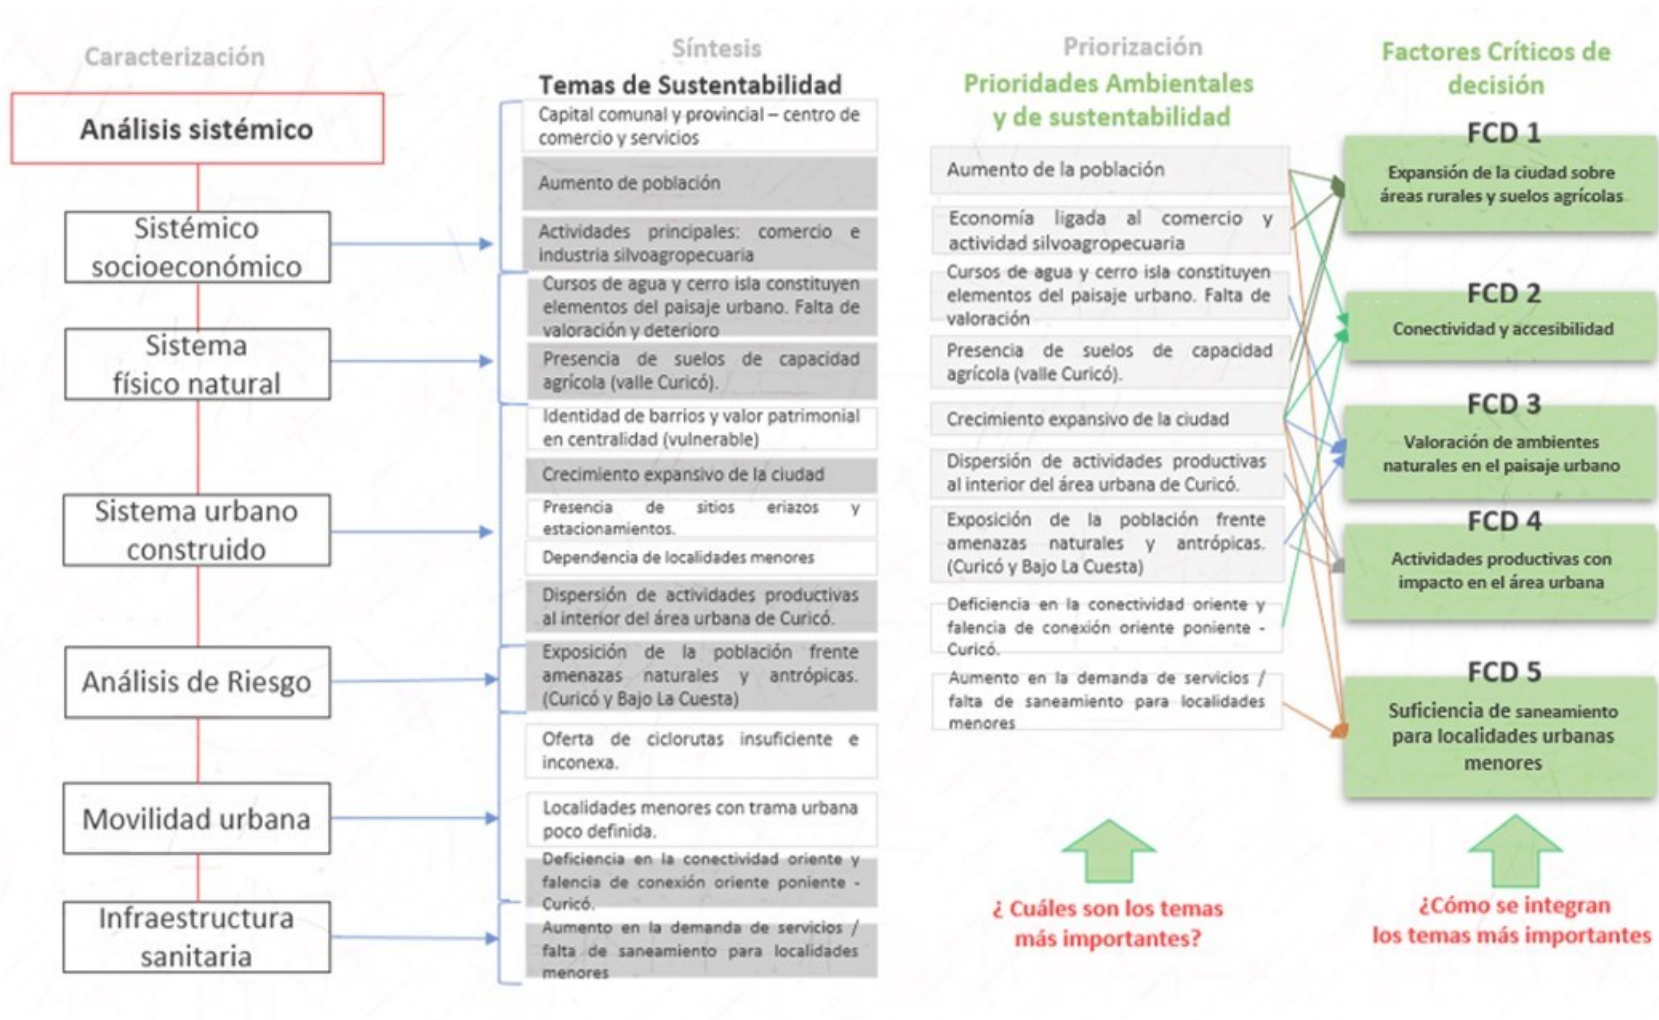 Caracterización
Análisis sistémico
Sistémico
socioeconómico
Sistema
físico natural
Sistema urbano
construido
Análisis de Riesgo
Movilidad urbana
Infraestructura
sanitaria
Síntesis
Temas de Sustentabilidad
Capital comunal y provincial – centro de
comercio y servicios
Aumento de población
Actividades principales: comercio e
industria silvoagropecuaria
Cursos de agua y cerro isla constituyen
elementos del paisaje urbano. Falta de
valoración y deterioro
Presencia de suelos de capacidad
agrícola (valle Curicó).
Identidad de barrios y valor patrimonial
en centralidad (vulnerable)
Crecimiento expansivo de la ciudad
Presencia de sitios eriazos y
estacionamientos.
Dependencia de localidades menores
Dispersión de actividades productivas
al interior del área urbana de Curicó.
Exposición de la población frente
amenazas naturales y antrópicas.
(Curicó y Bajo La Cuesta)
Oferta de ciclorutas insuficiente e
inconexa.
Localidades menores con trama urbana
poco definida.
Deficiencia en la conectividad oriente y
falencia de conexión oriente poniente -
Curicó.
Aumento en la demanda de servicios /
falta de saneamiento para localidades
menores
Priorización
Prioridades Ambientales
y de sustentabilidad
Aumento de la población
Economía ligada al comercio y
actividad silvoagropecuaria
Cursos de agua y cerro isla constituyen
elementos del paisaje urbano. Falta de
valoración
Presencia de suelos de capacidad
agrícola (valle Curicó).
Crecimiento expansivo de la ciudad
Dispersión de actividades productivas
al interior del área urbana de Curicó.
Exposición de la población frente
amenazas naturales y antrópicas.
(Curicó y Bajo La Cuesta)
Deficiencia en la conectividad oriente y
falencia de conexión oriente poniente -
Curicó.
Aumento en la demanda de servicios /
falta de saneamiento para localidades
menores
¿ Cuáles son los temas
más importantes?
Factores Críticos de
decisión
FCD 1
Expansión de la ciudad sobre
áreas rurales y suelos agrícolas
FCD 2
Conectividad y accesibilidad
FCD 3
Valoración de ambientes
naturales en el paisaje urbano
FCD 4
Actividades productivas con
impacto en el área urbana
FCD 5
Suficiencia de saneamiento
para localidades urbanas
menores
¿Cómo se integran
los temas más importantes